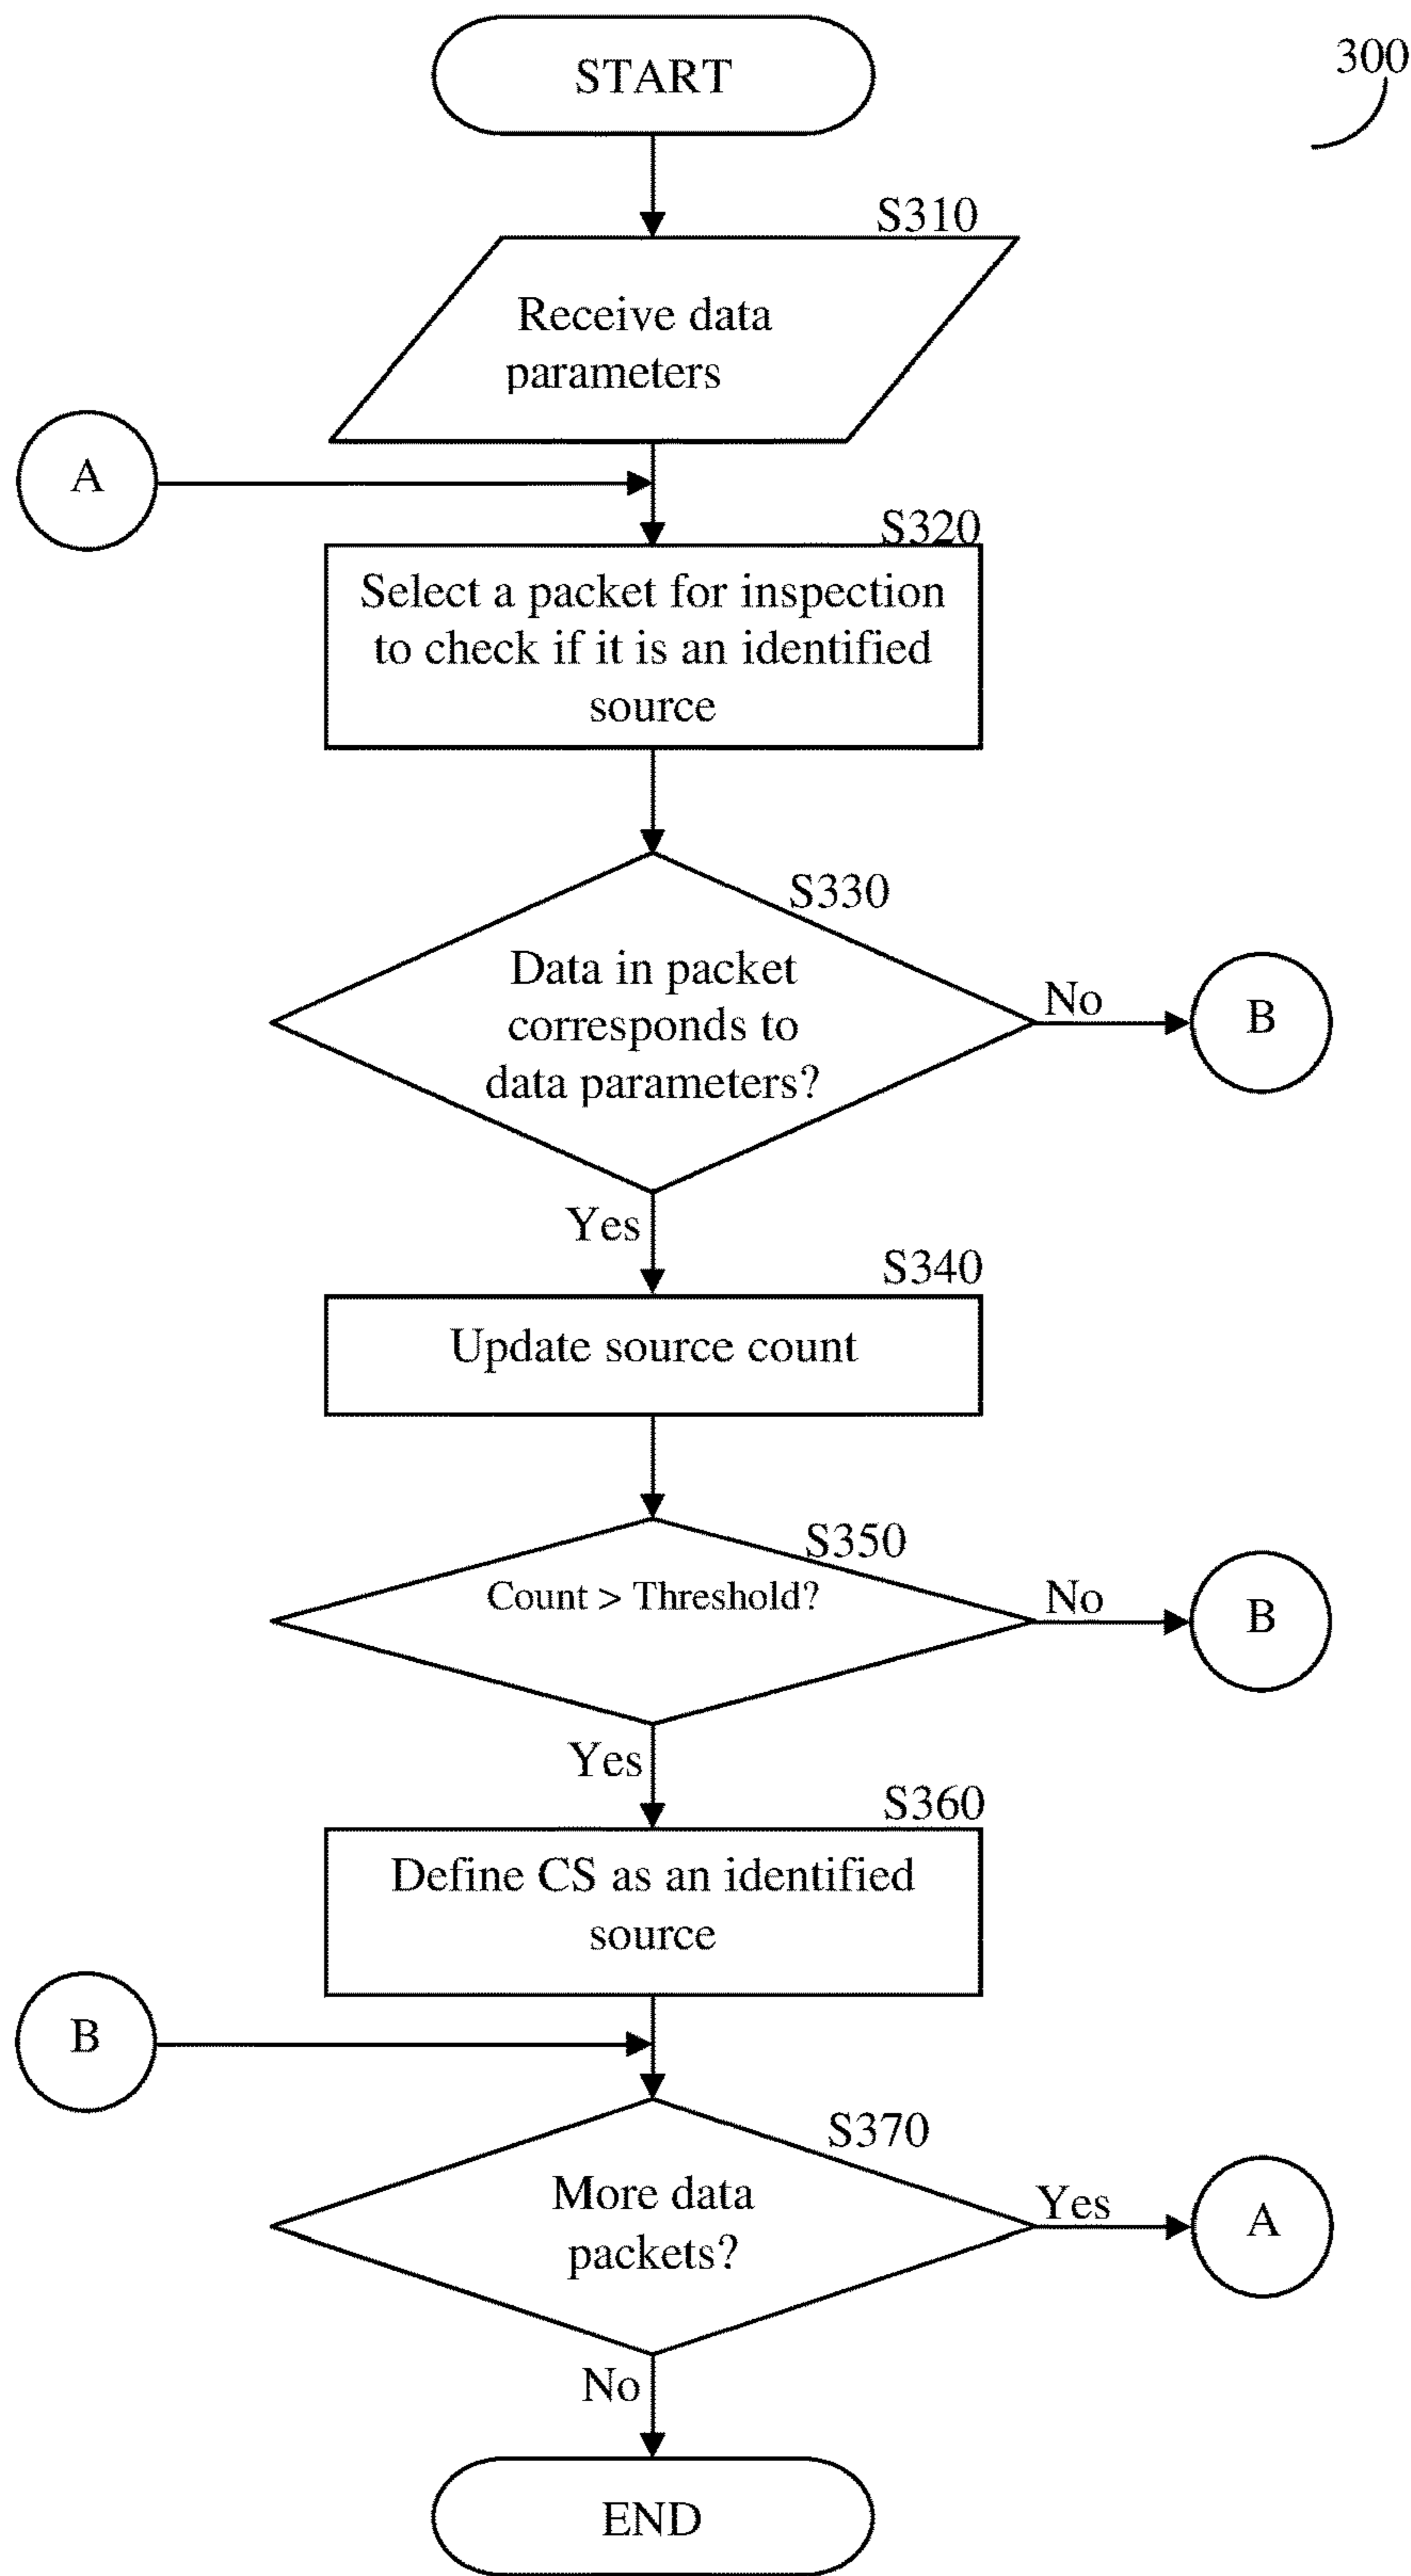 START
300
S310
Receive data
parameters
A
S320
Select a packet for inspection
to check if it is an identified
source
S330
Data in packet
corresponds to
data parameters?
No
B
Yes
S340
Update source count
S350
Count > Threshold?
No
B
Yes
S360
Define CS as an identified
source
B
S370
More data
packets?
Yes
A
No
END